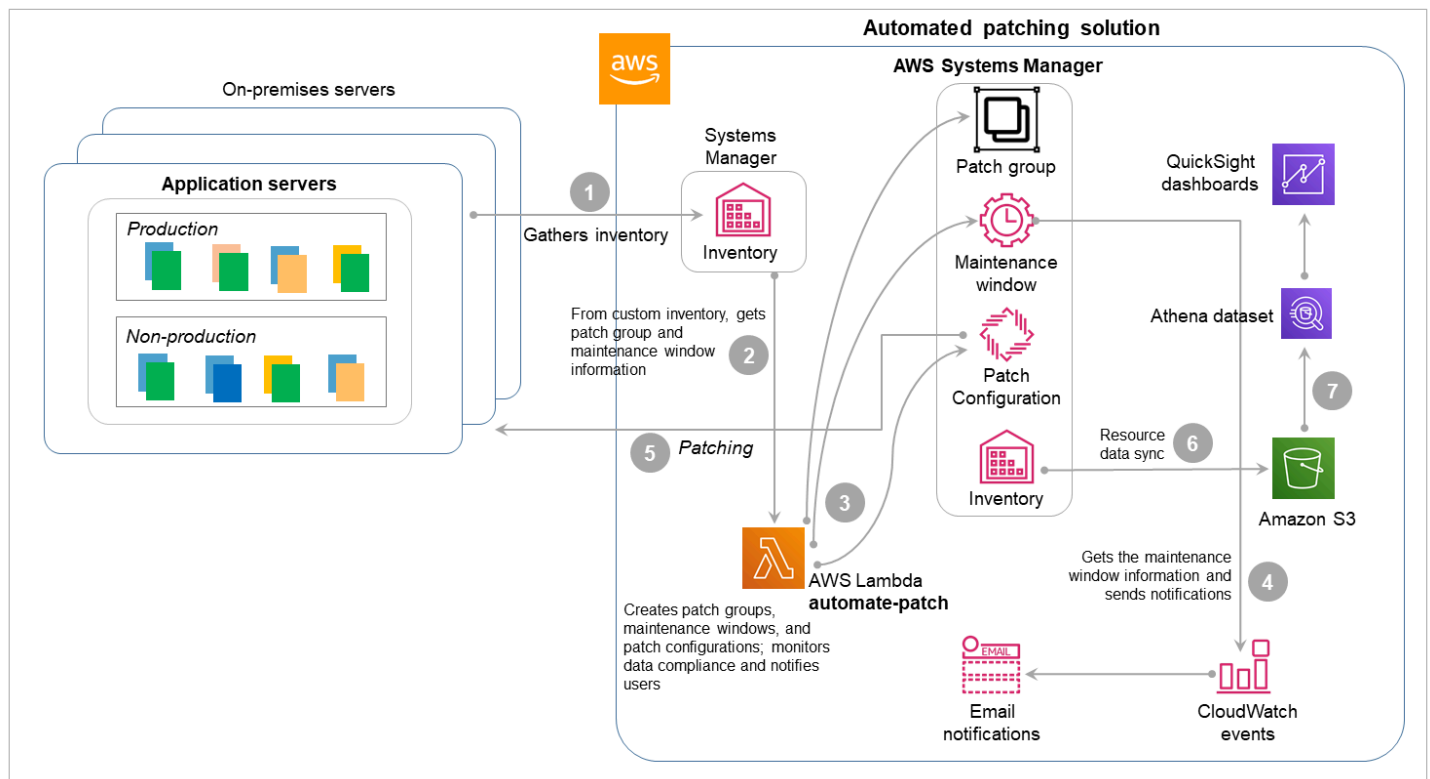 Automated patching solution
aws
AWS Systems Manager
On-premises servers
Application servers
Production
Non-production
1
Gathers inventory
Systems
Manager
Inventory
From custom inventory, gets
patch group and
maintenance window
information
2
5
Patching
3
AWS Lambda
automate-patch
Creates patch groups,
maintenance windows, and
patch configurations; monitors
data compliance and notifies
users
Patch group
Maintenance
window
Patch
Configuration
Inventory
Resource
data sync
6
QuickSight
dashboards
Athena dataset
7
Amazon S3
Gets the maintenance
window information and
sends notifications
4
EMAIL
Email
notifications
CloudWatch
events